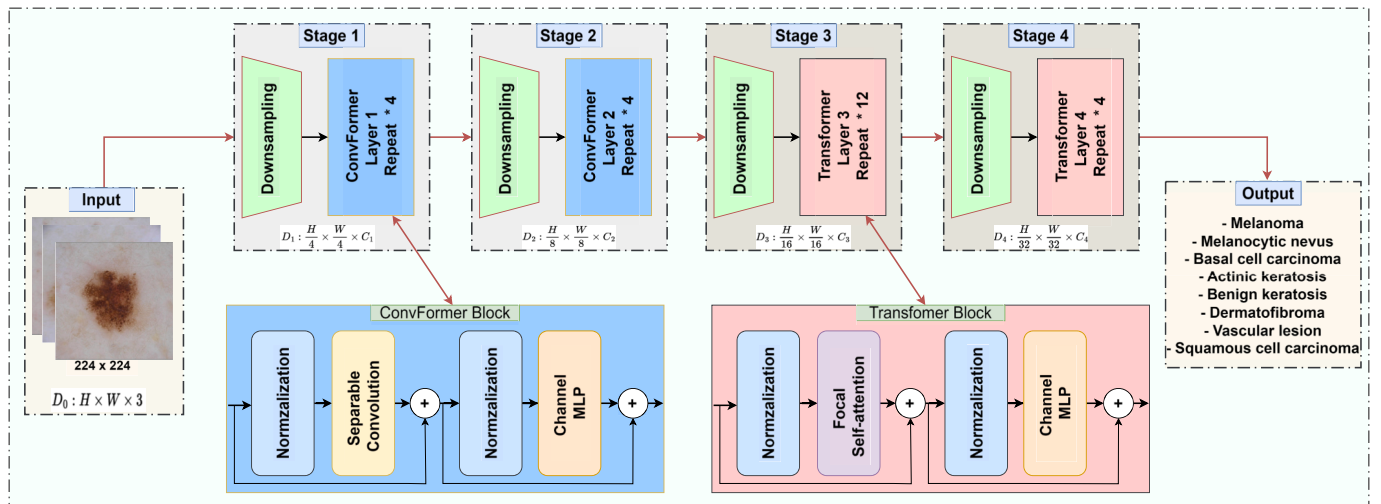 Input
224 x 224
D₀ : H × W × 3
Stage 1
Downsampling
ConvFormer
Layer 1
Repeat * 4
D₁ : H/4 × W/4 × C₁
Stage 2
Downsampling
ConvFormer
Layer 2
Repeat * 4
D₂ : H/8 × W/8 × C₂
Stage 3
Downsampling
Transformer
Layer 3
Repeat * 12
D₃ : H/16 × W/16 × C₃
Stage 4
Downsampling
Transformer
Layer 4
Repeat * 4
D₄ : H/32 × W/32 × C₄
Output
- Melanoma
- Melanocytic nevus
- Basal cell carcinoma
- Actinic keratosis
- Benign keratosis
- Dermatofibroma
- Vascular lesion
- Squamous cell carcinoma
ConvFormer Block
Normzalization
Separable
Convolution
+
Normzalization
Channel
MLP
+
Transfomer Block
Normzalization
Focal
Self-attention
+
Normzalization
Channel
MLP
+